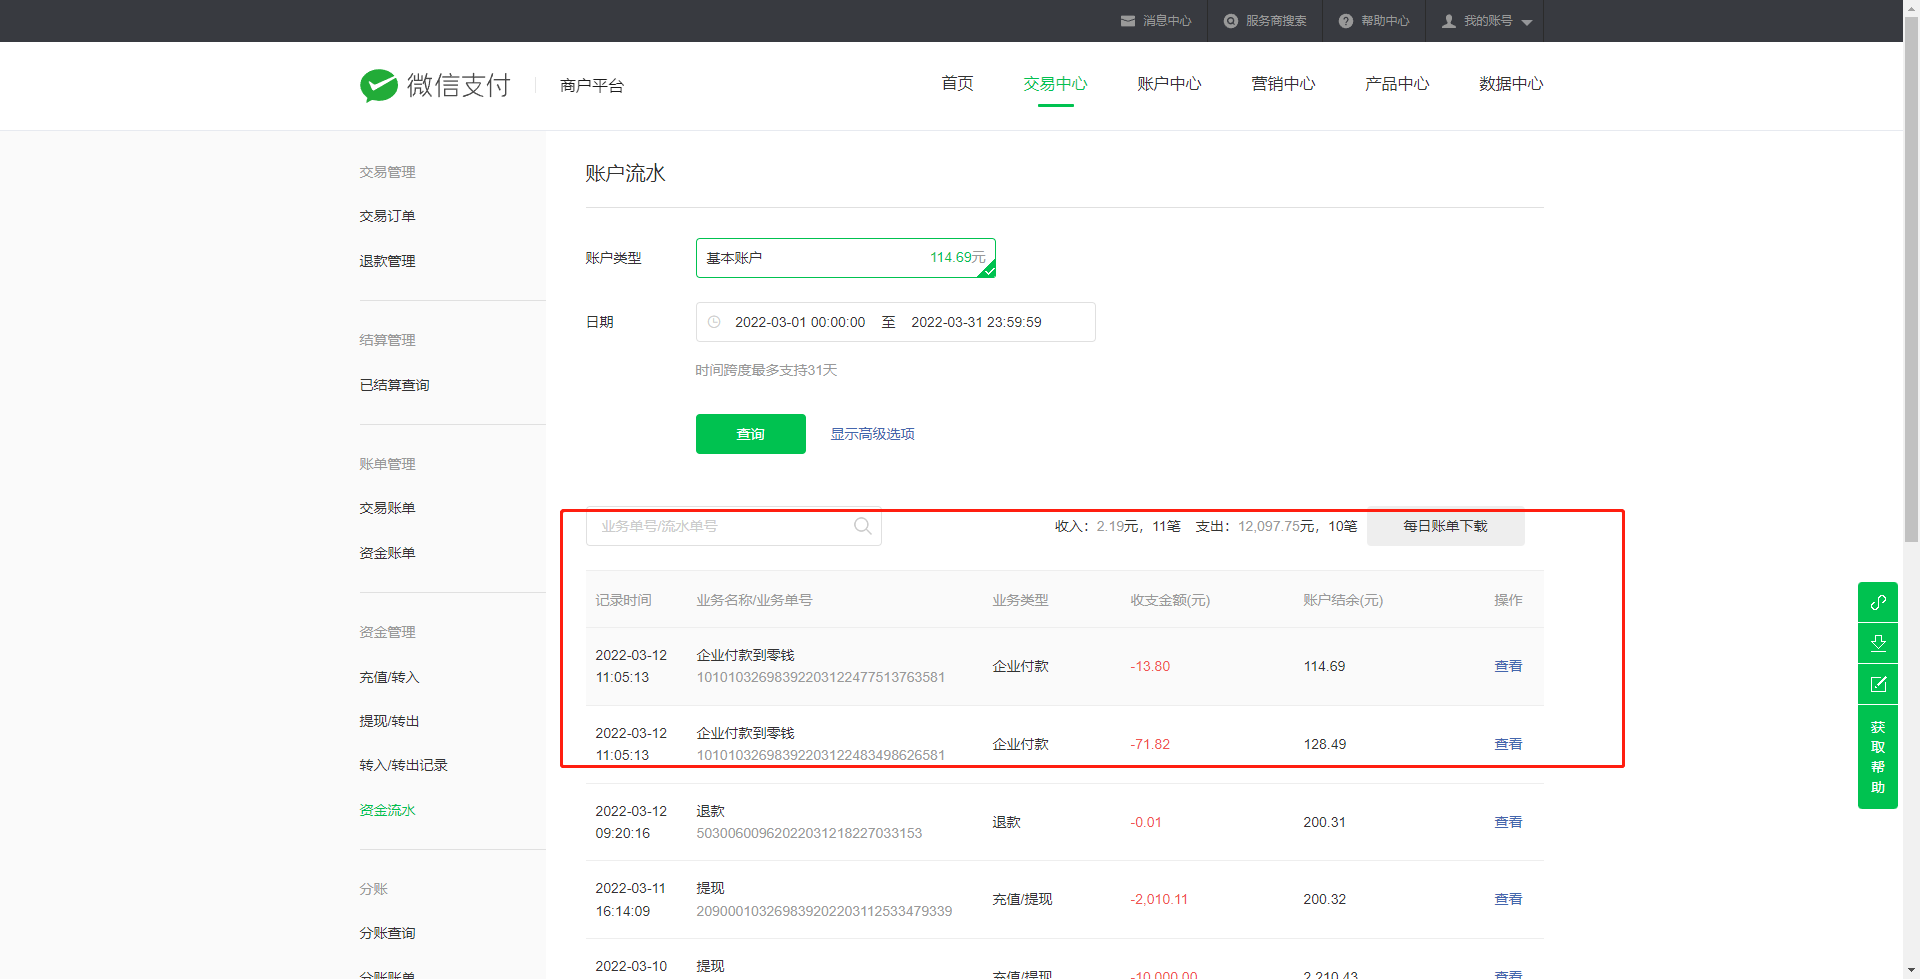 消息中心
服务商搜索
帮助中心
我的账号
微信支付
商户平台
首页
交易中心
账户中心
营销中心
产品中心
数据中心
交易管理
交易订单
退款管理
结算管理
已结算查询
账单管理
交易账单
资金账单
资金管理
充值/转入
提现/转出
转入/转出记录
资金流水
分账
分账查询
分账账单
账户流水
账户类型
基本账户 114.69元
日期
2022-03-01 00:00:00 至 2022-03-31 23:59:59
时间跨度最多支持31天
查询
显示高级选项
业务单号/流水单号
收入：2.19元，11笔 支出：12,097.75元，10笔
每日账单下载
记录时间 业务名称/业务单号 业务类型 收支金额(元) 账户结余(元) 操作
2022-03-12 企业付款到零钱
企业付款 -13.80 114.69 查看
11:05:13 10101032698392203122477513763581
2022-03-12 企业付款到零钱
企业付款 -71.82 128.49 查看
11:05:13 10101032698392203122483498626581
2022-03-12 退款
退款 -0.01 200.31 查看
09:20:16 50300600962022031218227033153
2022-03-11 提现
充值/提现 -2,010.11 200.32 查看
16:14:09 209000103269839202203112533479339
2022-03-10 提现
充值/提现 -10,000.00 2,210.43 查看
获
取
帮
助